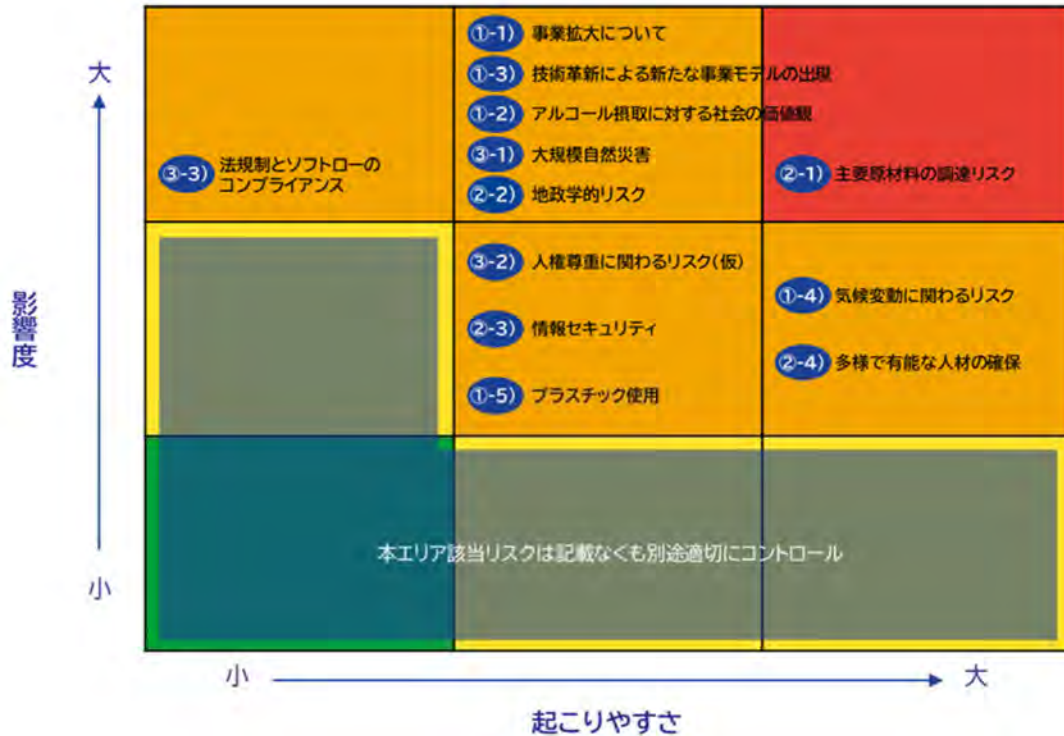 大
小
影響度
①-1) 事業拡大について
①-3) 技術革新による新たな事業モデルの出現
①-2) アルコール摂取に対する社会の価値観
③-1) 大規模自然災害
②-2) 地政学的リスク
③-3) 法規制とソフトローの
コンプライアンス
②-1) 主要原材料の調達リスク
③-2) 人権尊重に関わるリスク(仮)
②-3) 情報セキュリティ
①-5) プラスチック使用
①-4) 気候変動に関わるリスク
②-4) 多様で有能な人材の確保
本エリア該当リスクは記載なくも別途適切にコントロール
小
大
起こりやすさ